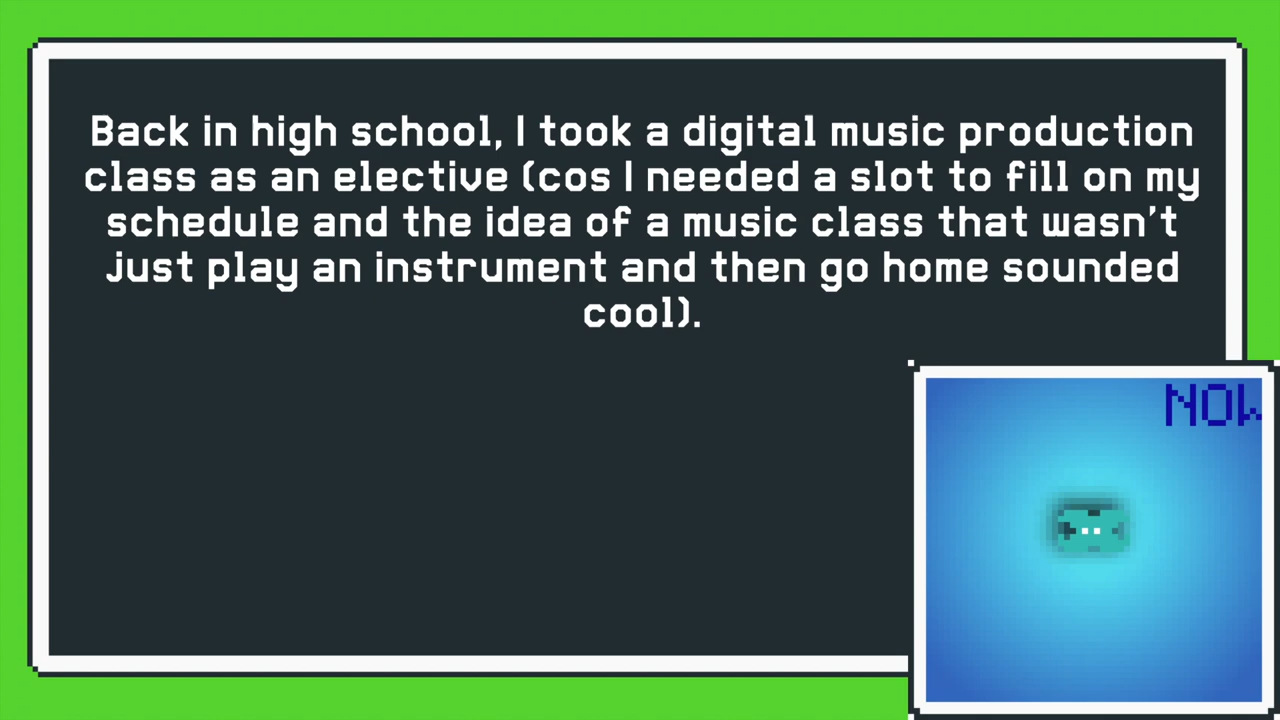 Back in high school, I took a digital music production
class as an elective (cos I needed a slot to fill on my
schedule and the idea of a music class that wasn't
just play an instrument and then go home sounded
cool).